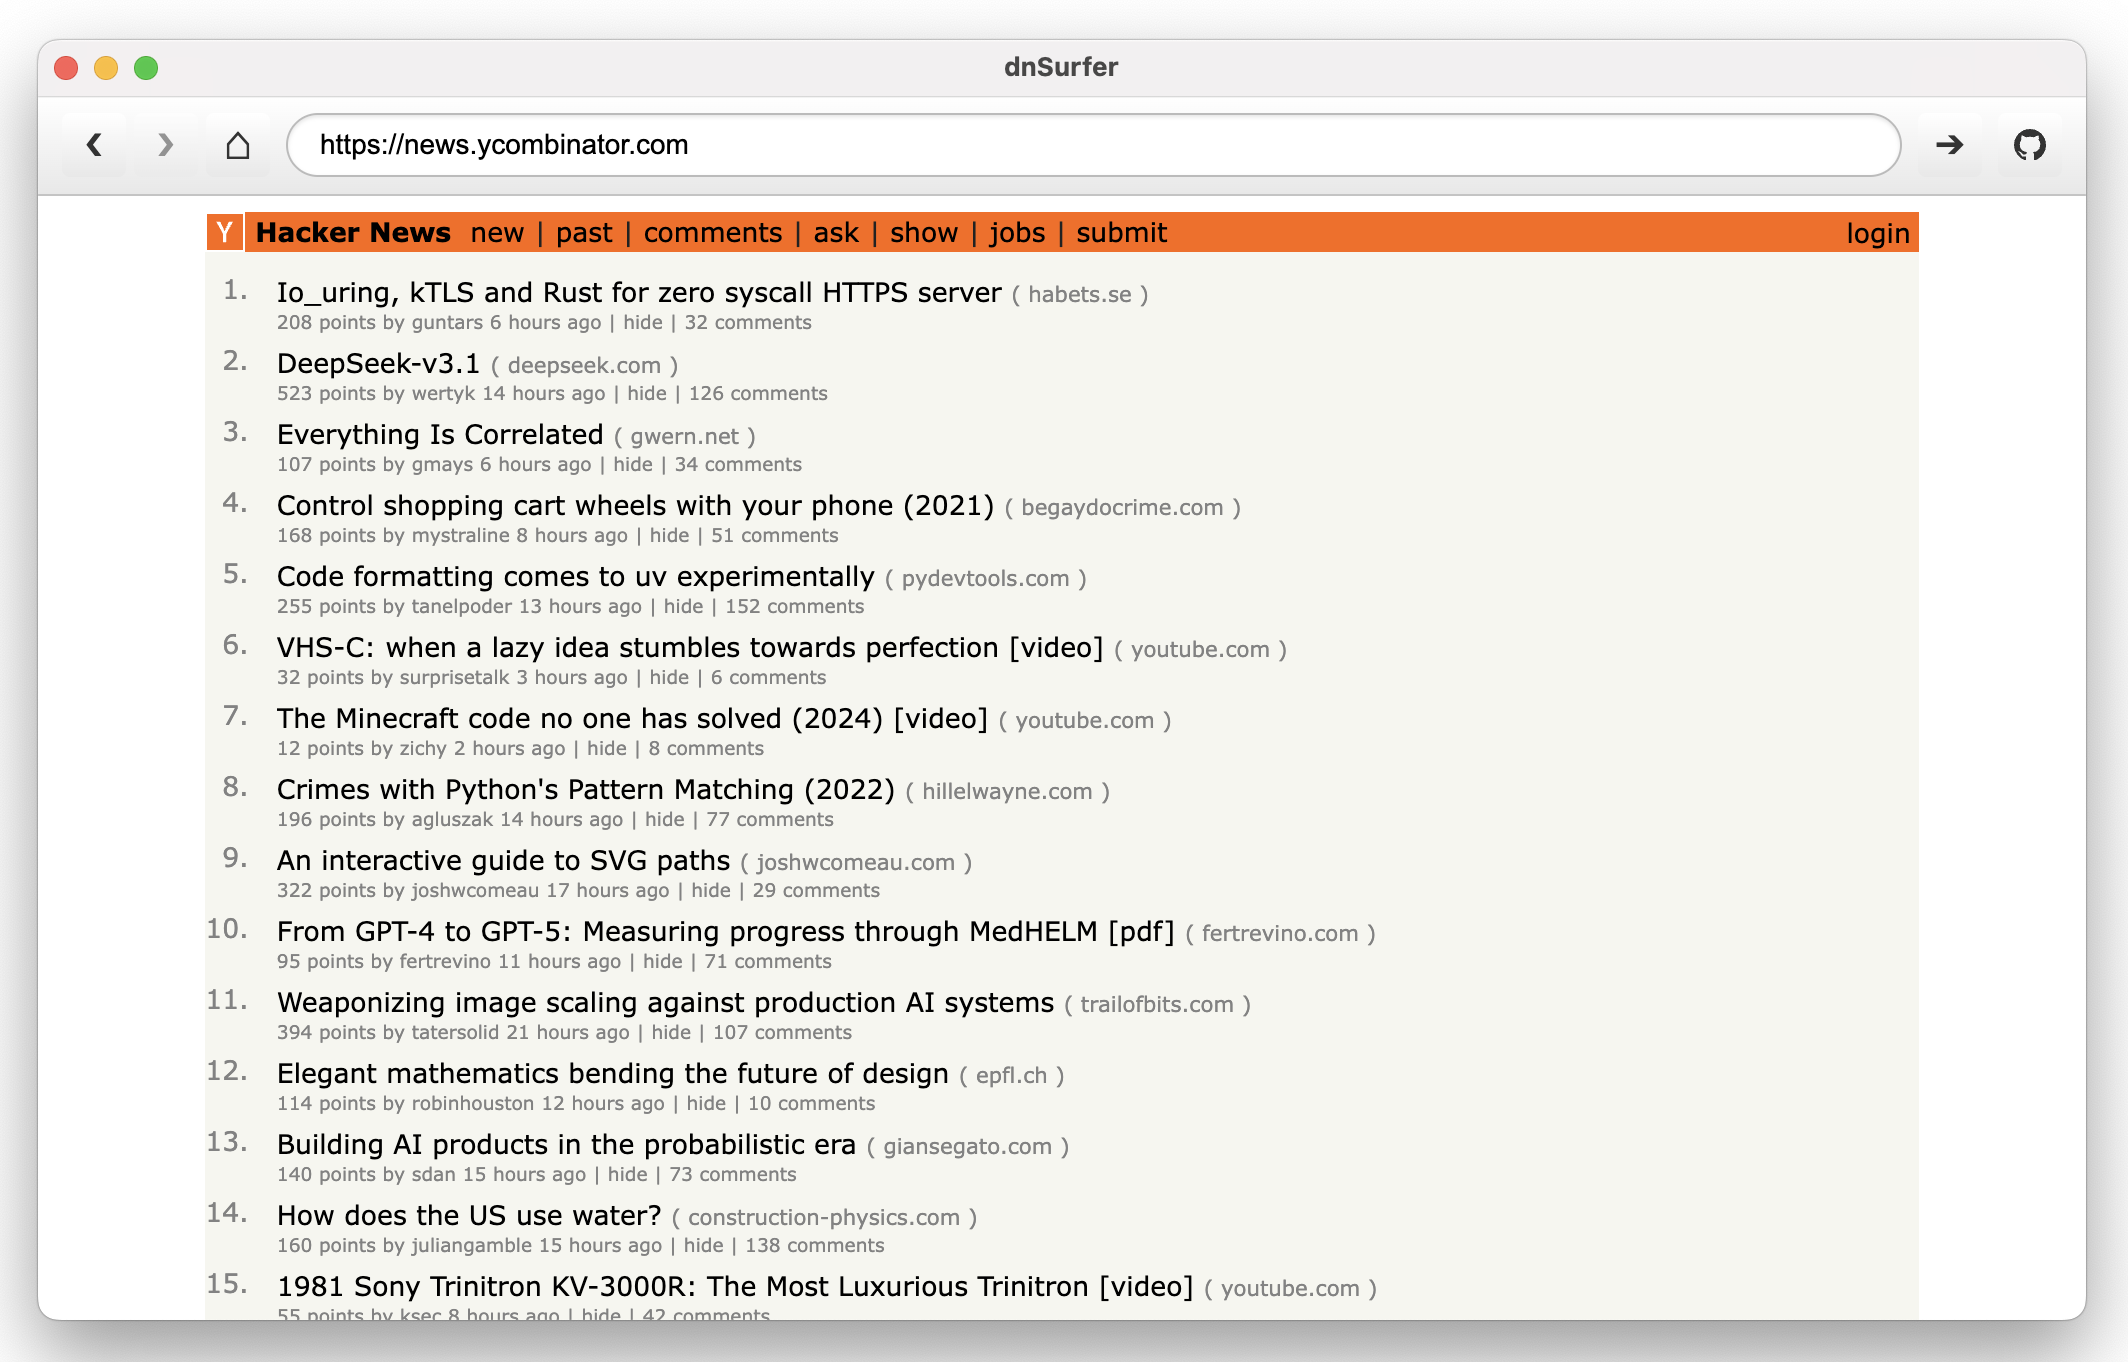 dnSurfer
https://news.ycombinator.com
Y Hacker News new | past | comments | ask | show | jobs | submit login
1. Io_uring, kTLS and Rust for zero syscall HTTPS server ( habets.se )
208 points by guntars 6 hours ago | hide | 32 comments
2. DeepSeek-v3.1 ( deepseek.com )
523 points by wertyk 14 hours ago | hide | 126 comments
3. Everything Is Correlated ( gwern.net )
107 points by gmays 6 hours ago | hide | 34 comments
4. Control shopping cart wheels with your phone (2021) ( begaydocrime.com )
168 points by mystraline 8 hours ago | hide | 51 comments
5. Code formatting comes to uv experimentally ( pydevtools.com )
255 points by tanelpoder 13 hours ago | hide | 152 comments
6. VHS-C: when a lazy idea stumbles towards perfection [video] ( youtube.com )
32 points by surprisetalk 3 hours ago | hide | 6 comments
7. The Minecraft code no one has solved (2024) [video] ( youtube.com )
12 points by zichy 2 hours ago | hide | 8 comments
8. Crimes with Python's Pattern Matching (2022) ( hillelwayne.com )
196 points by agluszak 14 hours ago | hide | 77 comments
9. An interactive guide to SVG paths ( joshwcomeau.com )
322 points by joshwcomeau 17 hours ago | hide | 29 comments
10. From GPT-4 to GPT-5: Measuring progress through MedHELM [pdf] ( fertrevino.com )
95 points by fertrevino 11 hours ago | hide | 71 comments
11. Weaponizing image scaling against production AI systems ( trailofbits.com )
394 points by tatersolid 21 hours ago | hide | 107 comments
12. Elegant mathematics bending the future of design ( epfl.ch )
114 points by robinhouston 12 hours ago | hide | 10 comments
13. Building AI products in the probabilistic era ( giansegato.com )
140 points by sdan 15 hours ago | hide | 73 comments
14. How does the US use water? ( construction-physics.com )
160 points by juliangamble 15 hours ago | hide | 138 comments
15. 1981 Sony Trinitron KV-3000R: The Most Luxurious Trinitron [video] ( youtube.com )
55 points by ksec 8 hours ago | hide | 42 comments